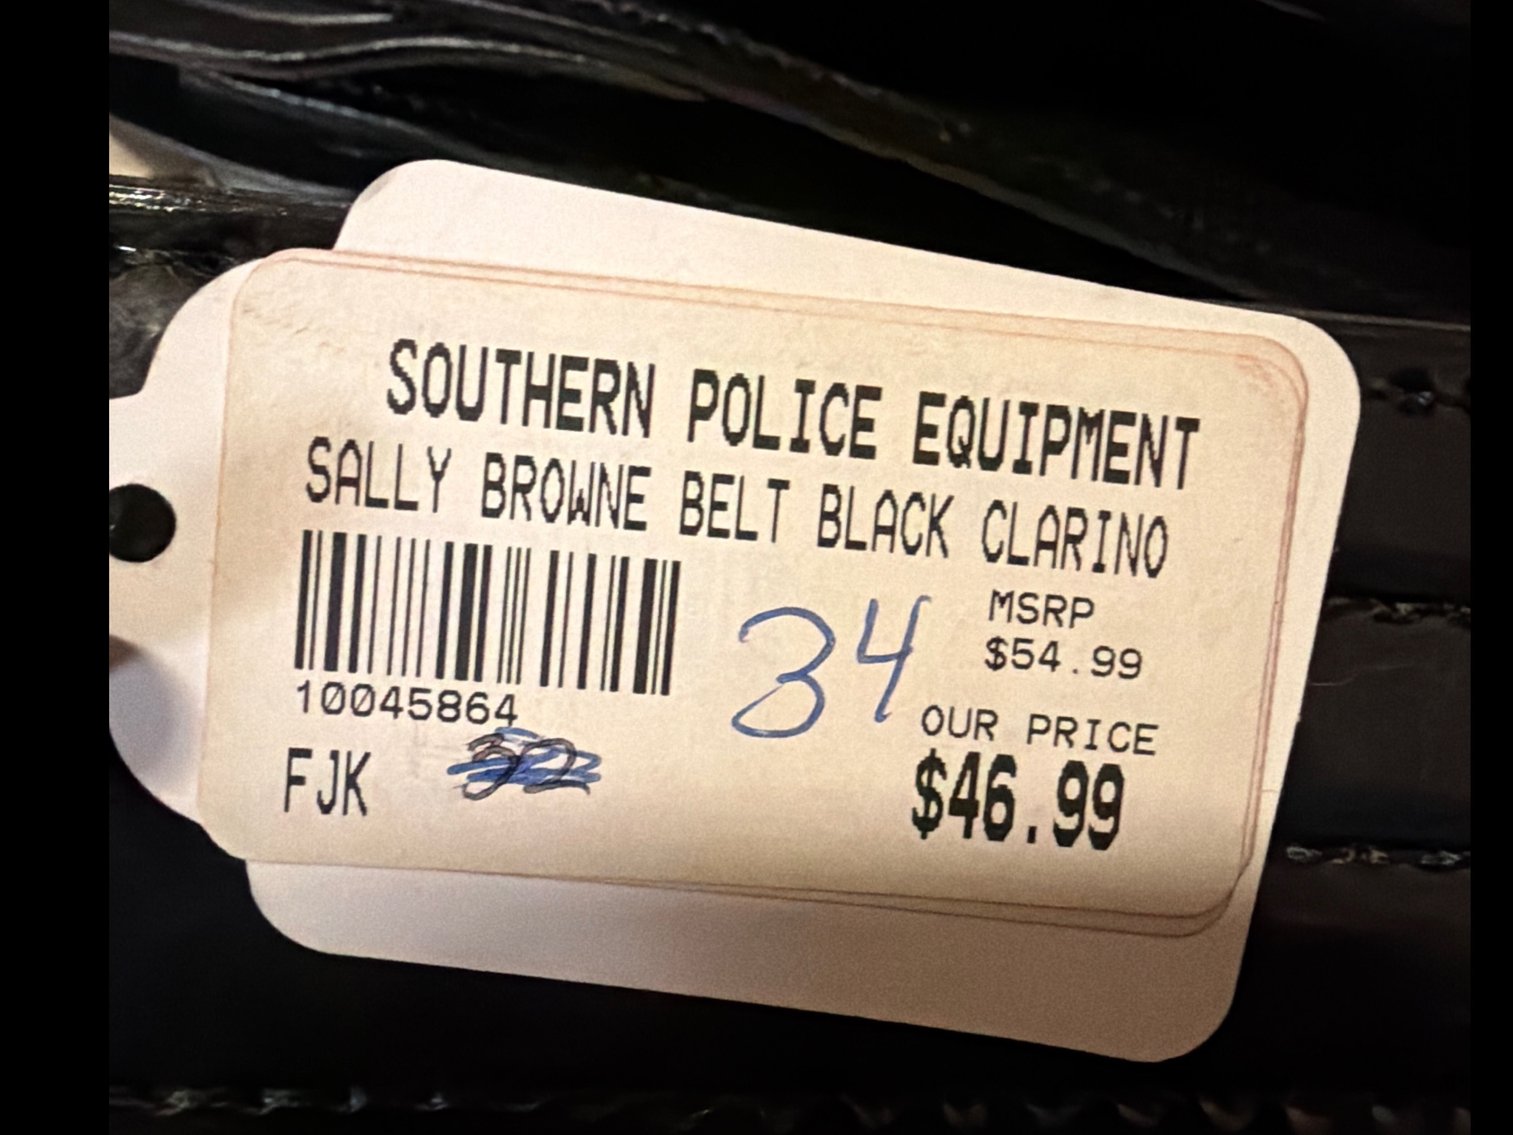 SOUTHERN POLICE EQUIPMENT
SALLY BROWNE BELT BLACK CLARINO
10045864
FJK
34
MSRP
$54.99
OUR PRICE
$46.99